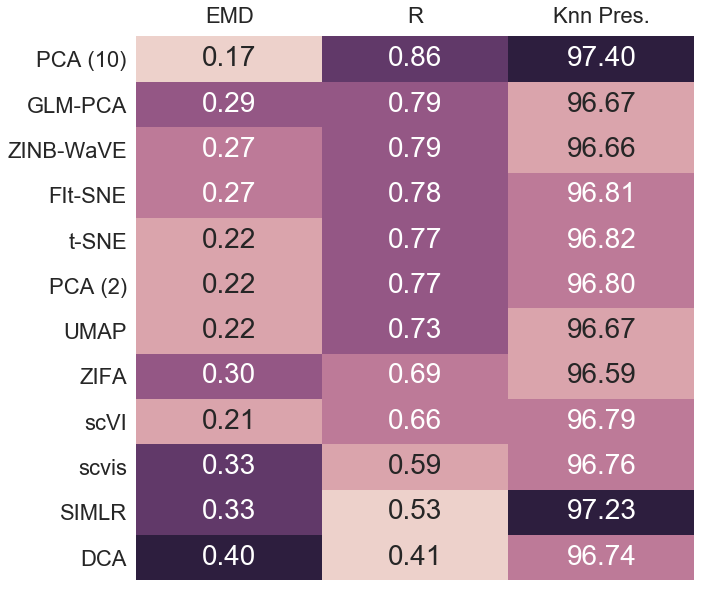 EMD R Knn Pres.
PCA (10) 0.17 0.86 97.40
GLM-PCA 0.29 0.79 96.67
ZINB-WaVE 0.27 0.79 96.66
FIt-SNE 0.27 0.78 96.81
t-SNE 0.22 0.77 96.82
PCA (2) 0.22 0.77 96.80
UMAP 0.22 0.73 96.67
ZIFA 0.30 0.69 96.59
scVI 0.21 0.66 96.79
scvis 0.33 0.59 96.76
SIMLR 0.33 0.53 97.23
DCA 0.40 0.41 96.74